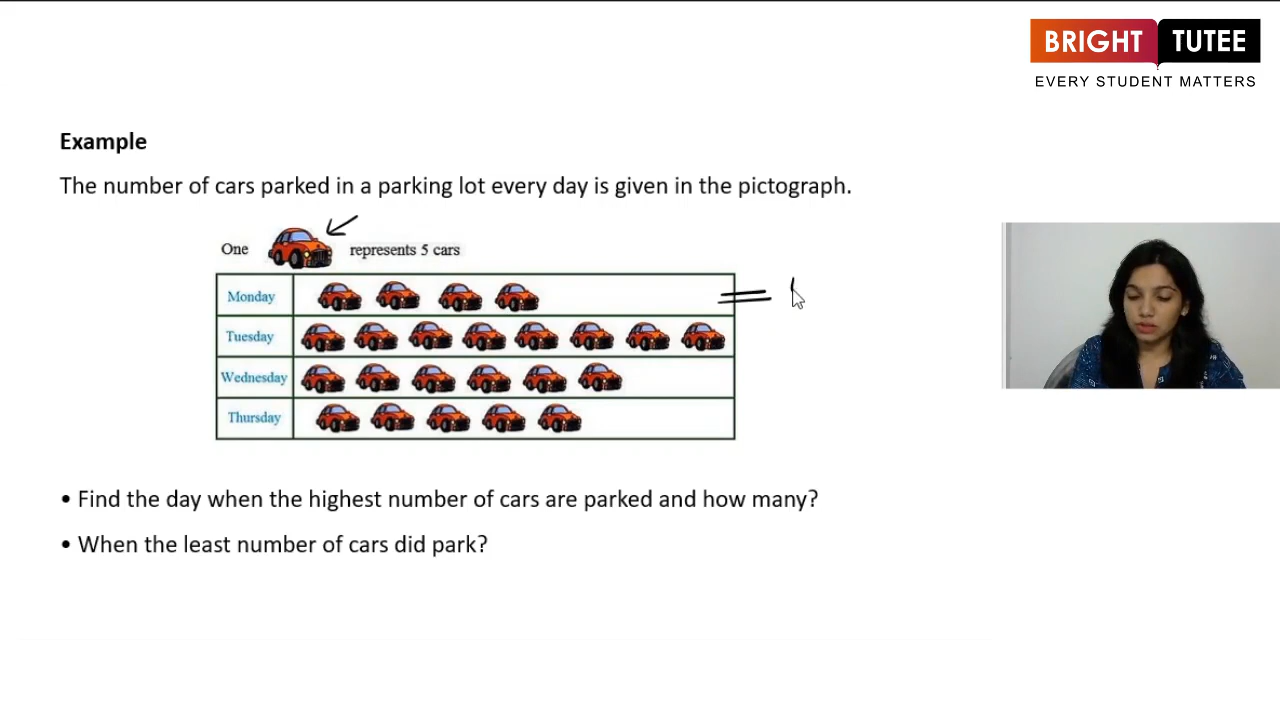 BRIGHT TUTEE
EVERY STUDENT MATTERS
Example
The number of cars parked in a parking lot every day is given in the pictograph.
One represents 5 cars
Monday =
Tuesday
Wednesday
Thursday
• Find the day when the highest number of cars are parked and how many?
• When the least number of cars did park?